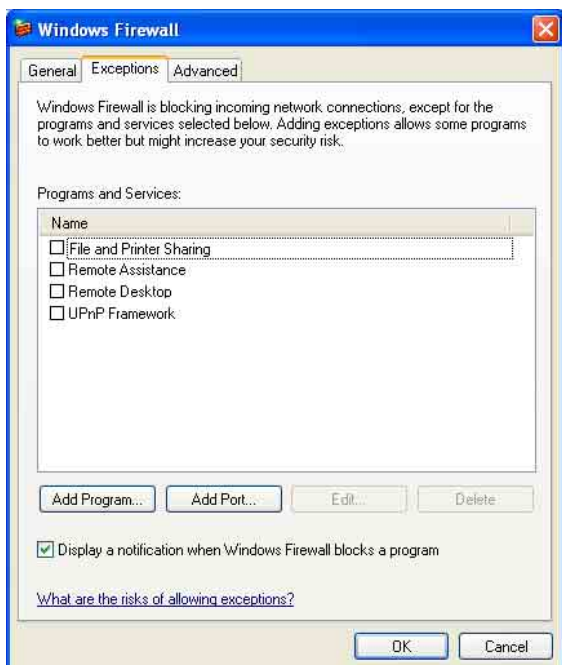 Windows Firewall
General
Exceptions
Advanced
Windows Firewall is blocking incoming network connections, except for the
programs and services selected below. Adding exceptions allows some programs
to work better but might increase your security risk.
Programs and Services:
Name
File and Printer Sharing
Remote Assistance
Remote Desktop
UPnP Framework
Add Program...
Add Port...
Edit...
Delete
Display a notification when Windows Firewall blocks a program
What are the risks of allowing exceptions?
OK
Cancel